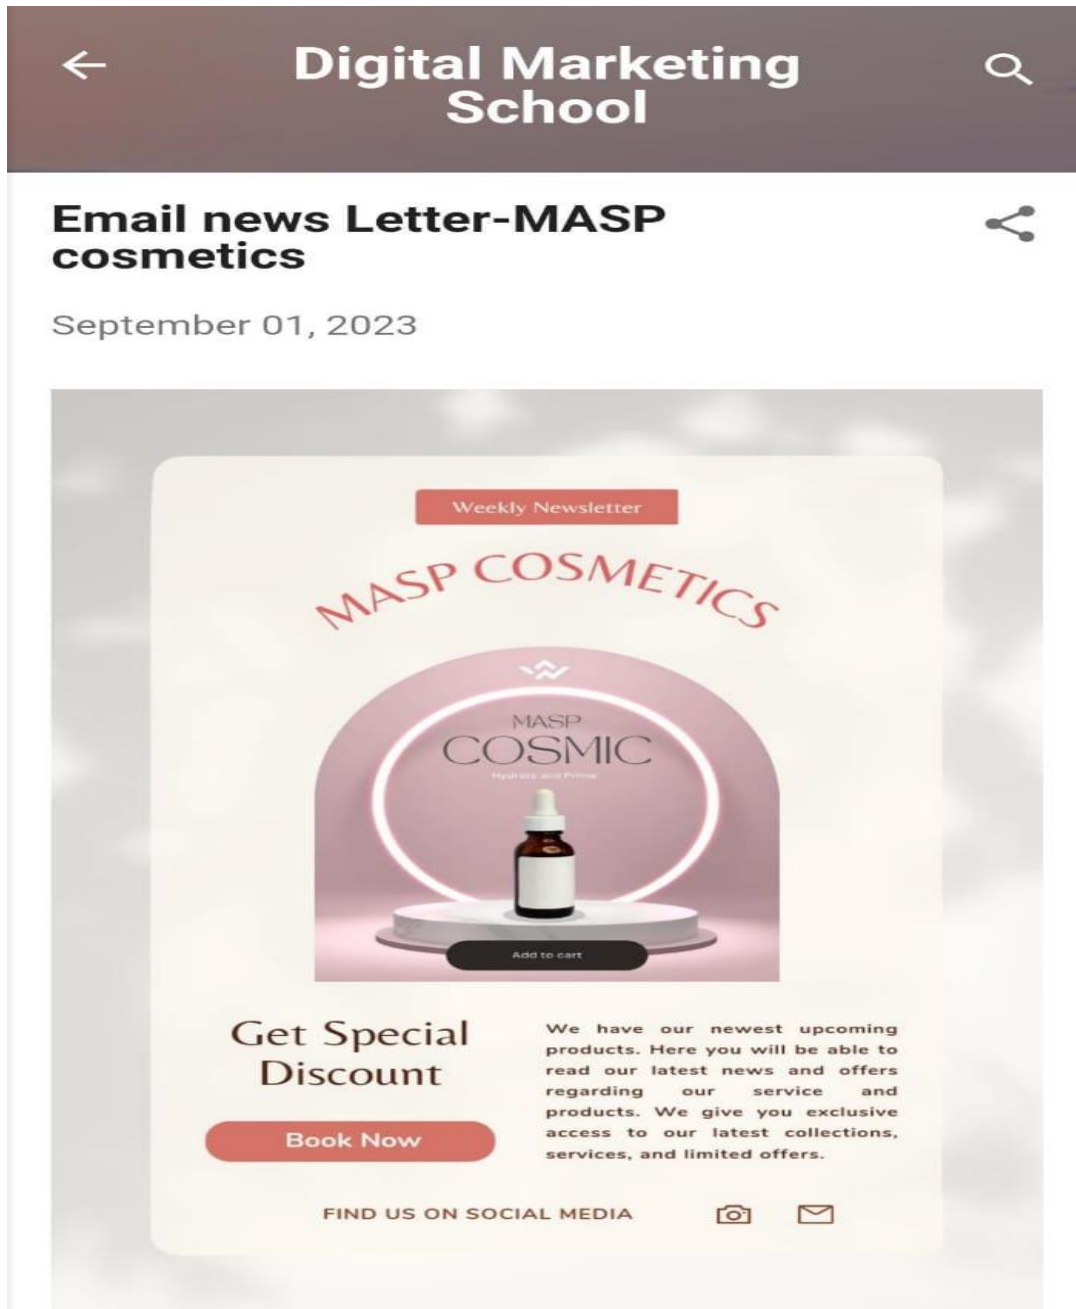 Digital Marketing
School
Email news Letter-MASP
cosmetics
September 01, 2023
Weekly Newsletter
MASP COSMETICS
MASP
COSMIC
Hydrate and Prime
Add to cart
Get Special
Discount
Book Now
We have our newest upcoming
products. Here you will be able to
read our latest news and offers
regarding our service and
products. We give you exclusive
access to our latest collections,
services, and limited offers.
FIND US ON SOCIAL MEDIA